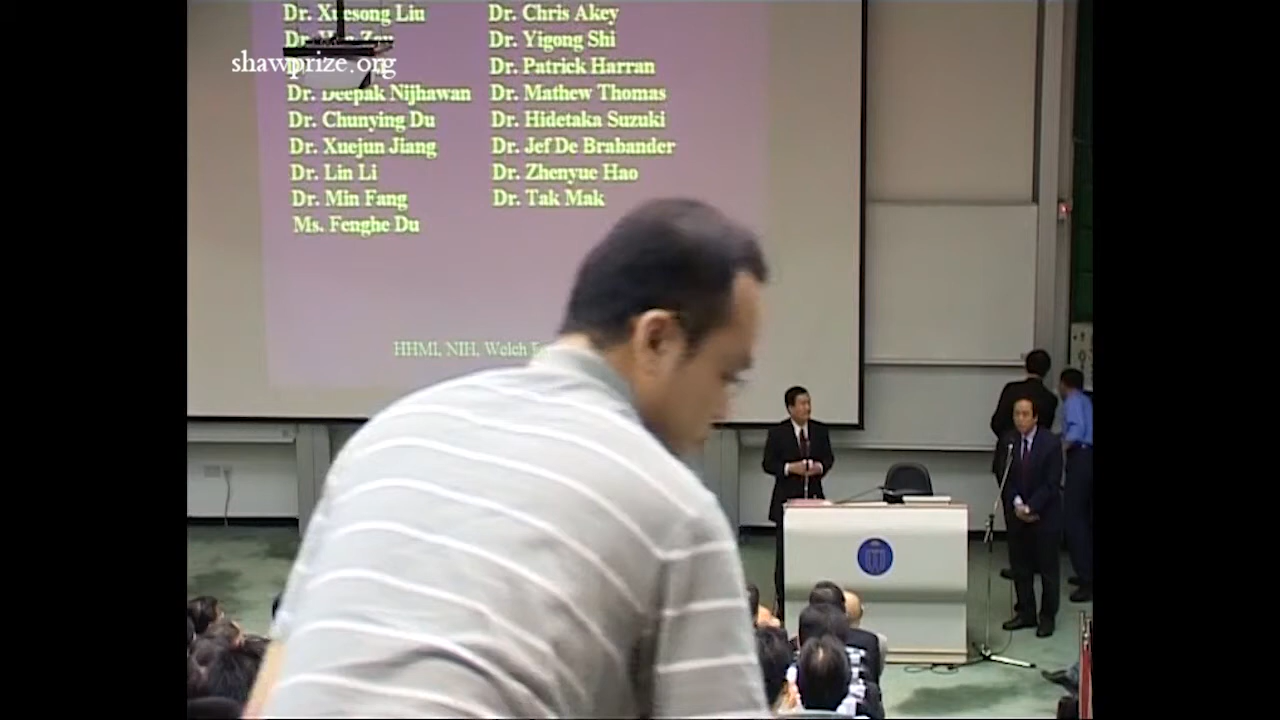 Dr. Xuesong Liu
Dr. Chris Akey
Dr.
Dr. Yigong Shi
shawprize.org
Dr. Patrick Harran
Dr. Deepak Nijhawan
Dr. Mathew Thomas
Dr. Chunying Du
Dr. Hidetaka Suzuki
Dr. Xuejun Jiang
Dr. Jef De Brabander
Dr. Lin Li
Dr. Zhenyue Hao
Dr. Min Fang
Dr. Tak Mak
Ms. Fenghe Du
HHMI, NIH, Welch